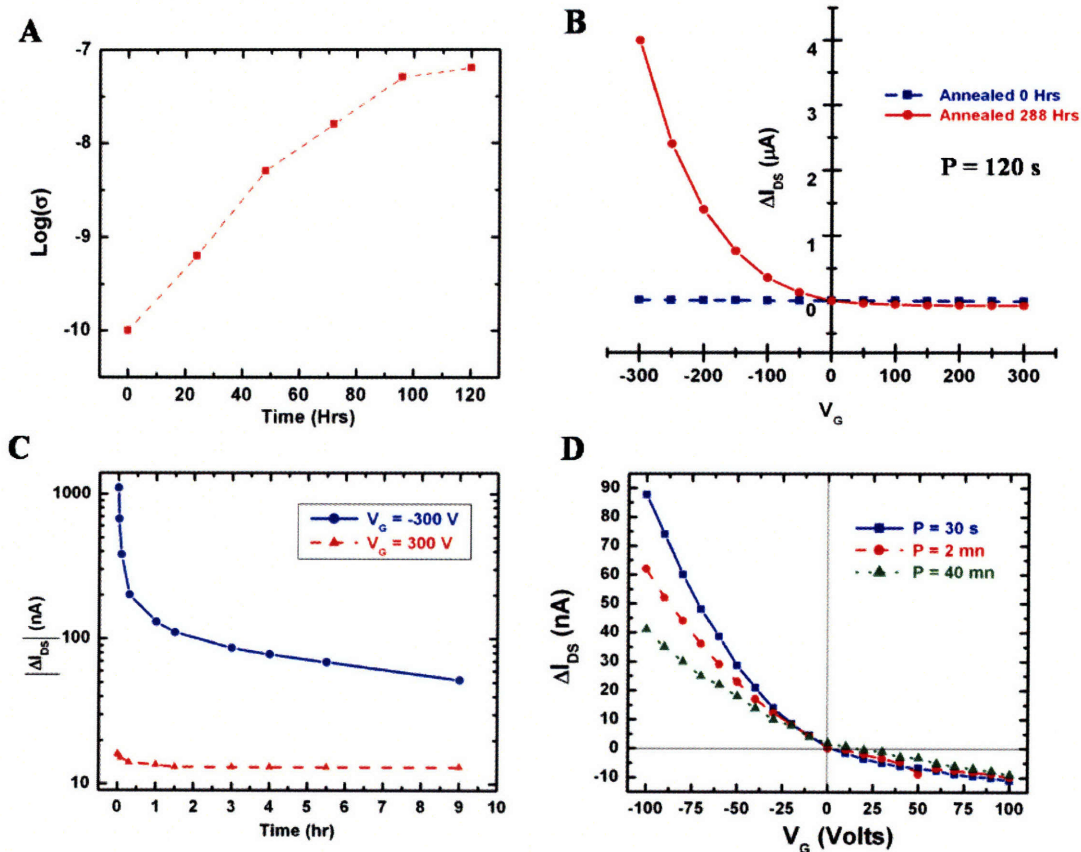 A
-7
-8
-9
-10
Log(σ)
0 20 40 60 80 100 120
Time (Hrs)
B
4
3
2
1
0
ΔI_DS (μA)
Annealed 0 Hrs
Annealed 288 Hrs
P = 120 s
-300 -200 -100 0 100 200 300
V_G
C
1000
100
10
|ΔI_DS| (nA)
V_G = -300 V
V_G = 300 V
0 1 2 3 4 5 6 7 8 9 10
Time (hr)
D
90
80
70
60
50
40
30
20
10
0
-10
ΔI_DS (nA)
P = 30 s
P = 2 mn
P = 40 mn
-100 -75 -50 -25 0 25 50 75 100
V_G (Volts)